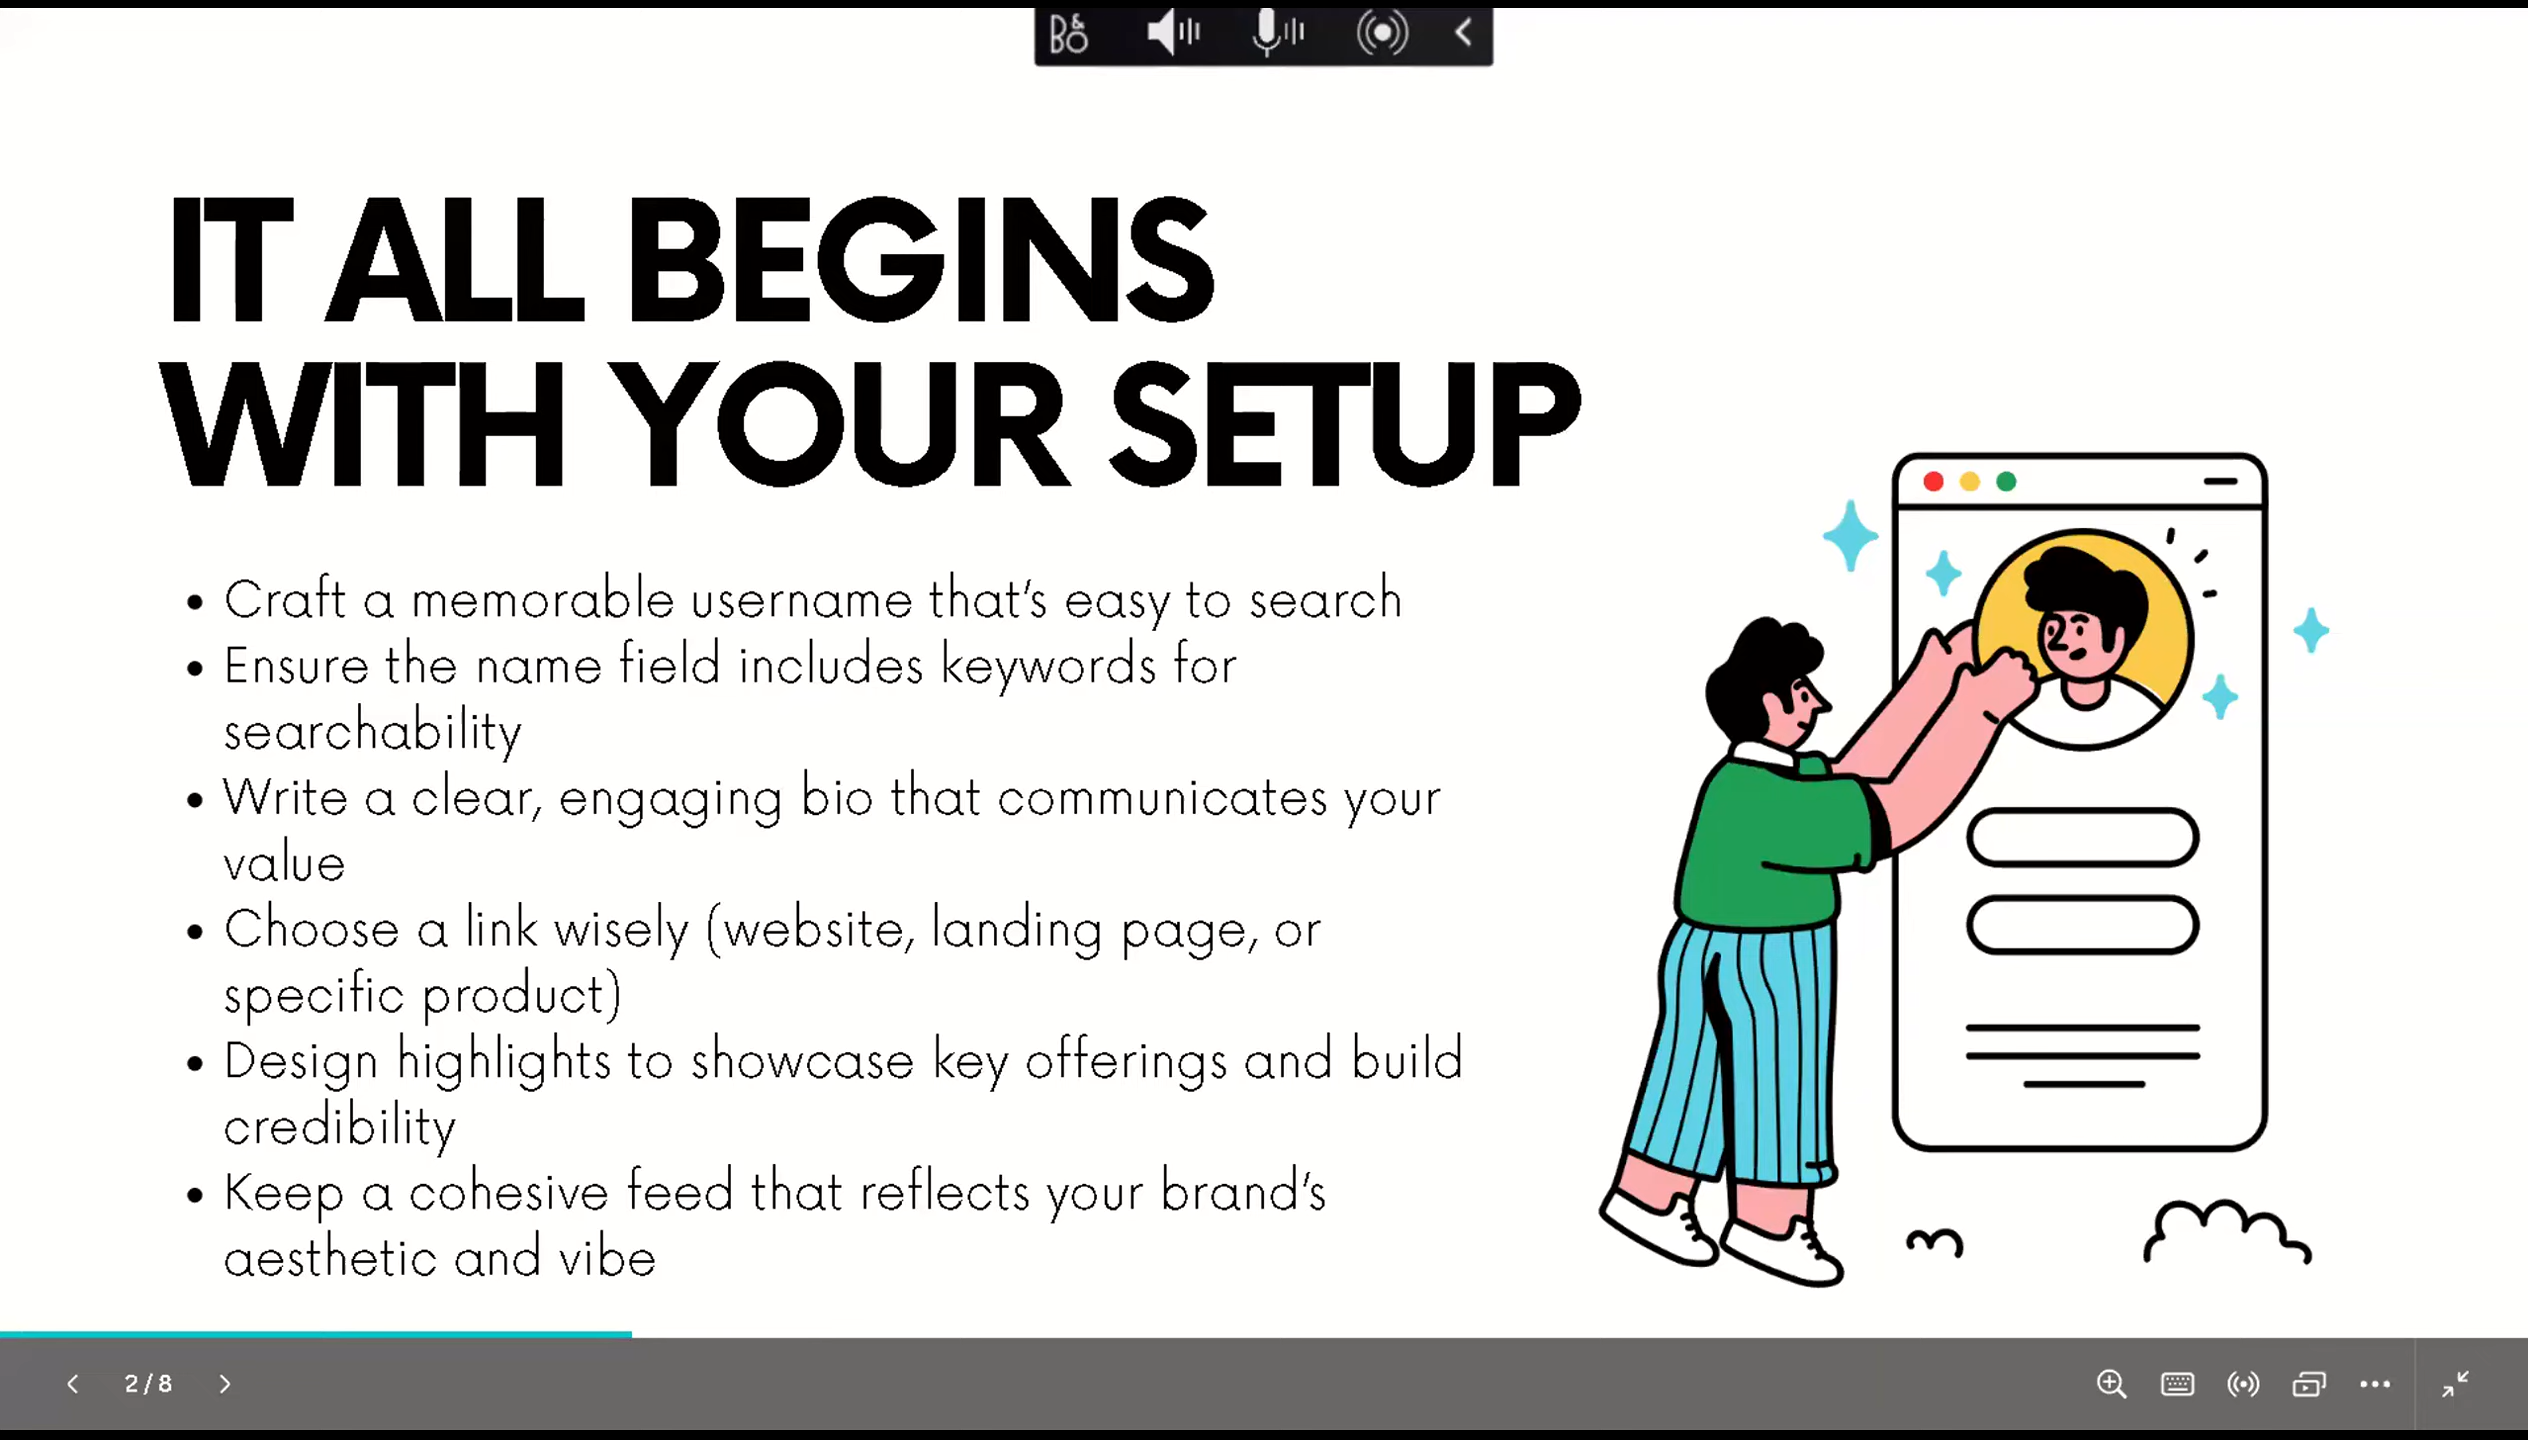 B&O
IT ALL BEGINS
WITH YOUR SETUP
• Craft a memorable username that's easy to search
• Ensure the name field includes keywords for
searchability
• Write a clear, engaging bio that communicates your
value
• Choose a link wisely (website, landing page, or
specific product)
• Design highlights to showcase key offerings and build
credibility
• Keep a cohesive feed that reflects your brand's
aesthetic and vibe
2 / 8